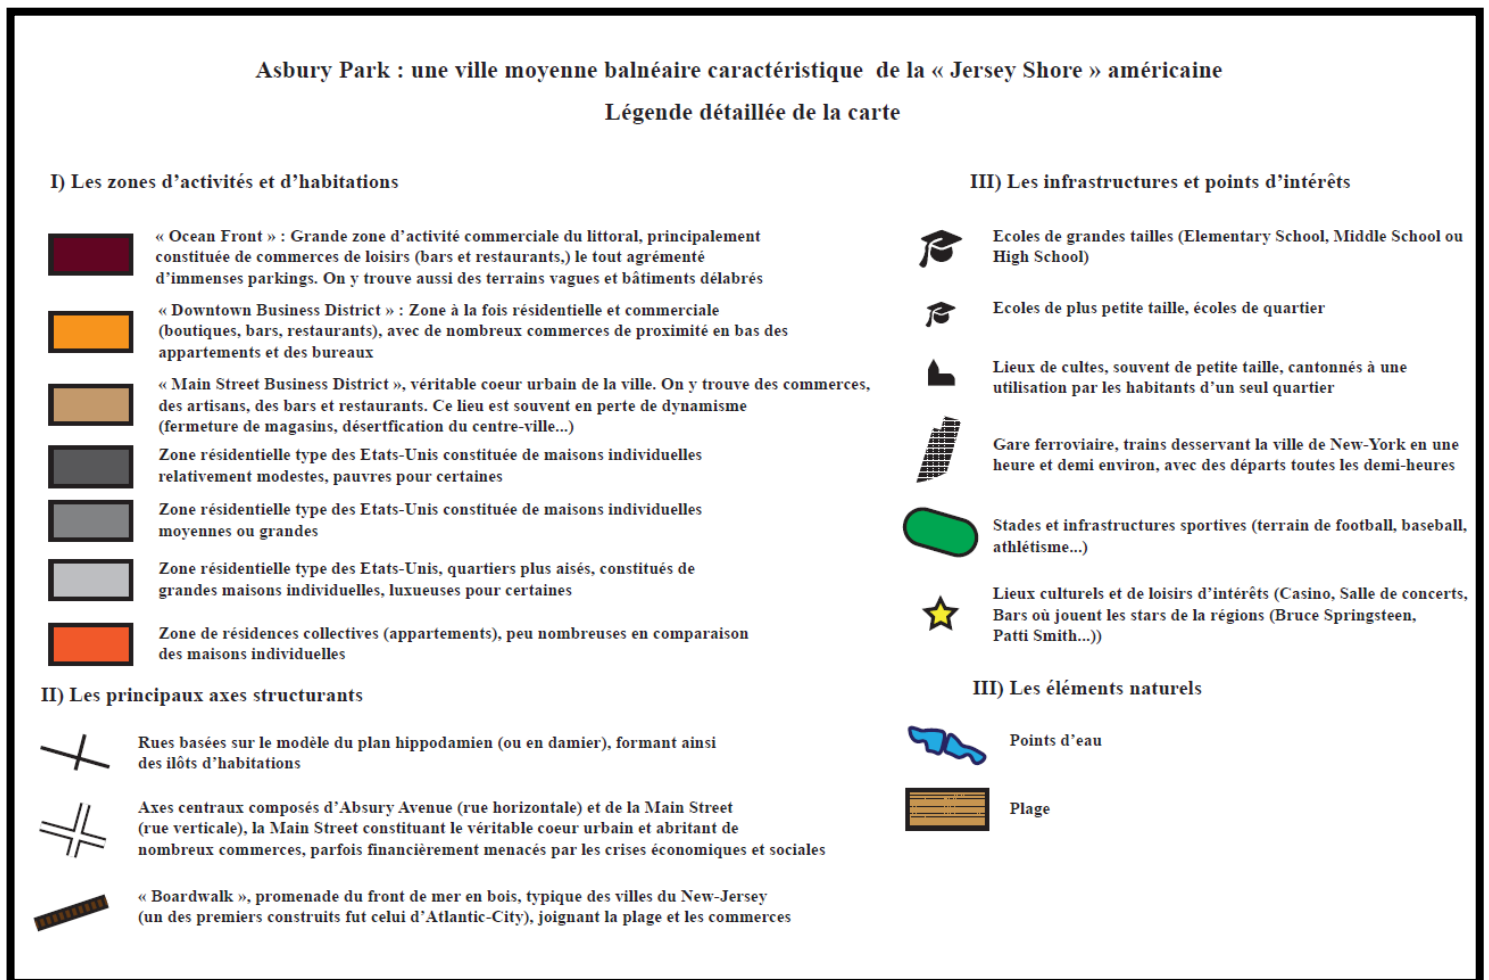 Asbury Park : une ville moyenne balnéaire caractéristique de la « Jersey Shore » américaine
Légende détaillée de la carte
I) Les zones d'activités et d'habitations
« Ocean Front » : Grande zone d'activité commerciale du littoral, principalement
constituée de commerces de loisirs (bars et restaurants,) le tout agrémenté
d'immenses parkings. On y trouve aussi des terrains vagues et bâtiments délabrés
« Downtown Business District » : Zone à la fois résidentielle et commerciale
(boutiques, bars, restaurants), avec de nombreux commerces de proximité en bas des
appartements et des bureaux
« Main Street Business District », véritable coeur urbain de la ville. On y trouve des commerces,
des artisans, des bars et restaurants. Ce lieu est souvent en perte de dynamisme
(fermeture de magasins, désertfication du centre-ville...)
Zone résidentielle type des Etats-Unis constituée de maisons individuelles
relativement modestes, pauvres pour certaines
Zone résidentielle type des Etats-Unis constituée de maisons individuelles
moyennes ou grandes
Zone résidentielle type des Etats-Unis, quartiers plus aisés, constitués de
grandes maisons individuelles, luxueuses pour certaines
Zone de résidences collectives (appartements), peu nombreuses en comparaison
des maisons individuelles
II) Les principaux axes structurants
Rues basées sur le modèle du plan hippodamien (ou en damier), formant ainsi
des ilôts d'habitations
Axes centraux composés d'Absury Avenue (rue horizontale) et de la Main Street
(rue verticale), la Main Street constituant le véritable coeur urbain et abritant de
nombreux commerces, parfois financièrement menacés par les crises économiques et sociales
« Boardwalk », promenade du front de mer en bois, typique des villes du New-Jersey
(un des premiers construits fut celui d'Atlantic-City), joignant la plage et les commerces
III) Les infrastructures et points d'intérêts
Ecoles de grandes tailles (Elementary School, Middle School ou
High School)
Ecoles de plus petite taille, écoles de quartier
Lieux de cultes, souvent de petite taille, cantonnés à une
utilisation par les habitants d'un seul quartier
Gare ferroviaire, trains desservant la ville de New-York en une
heure et demi environ, avec des départs toutes les demi-heures
Stades et infrastructures sportives (terrain de football, baseball,
athlétisme...)
Lieux culturels et de loisirs d'intérêts (Casino, Salle de concerts,
Bars où jouent les stars de la régions (Bruce Springsteen,
Patti Smith...))
III) Les éléments naturels
Points d'eau
Plage